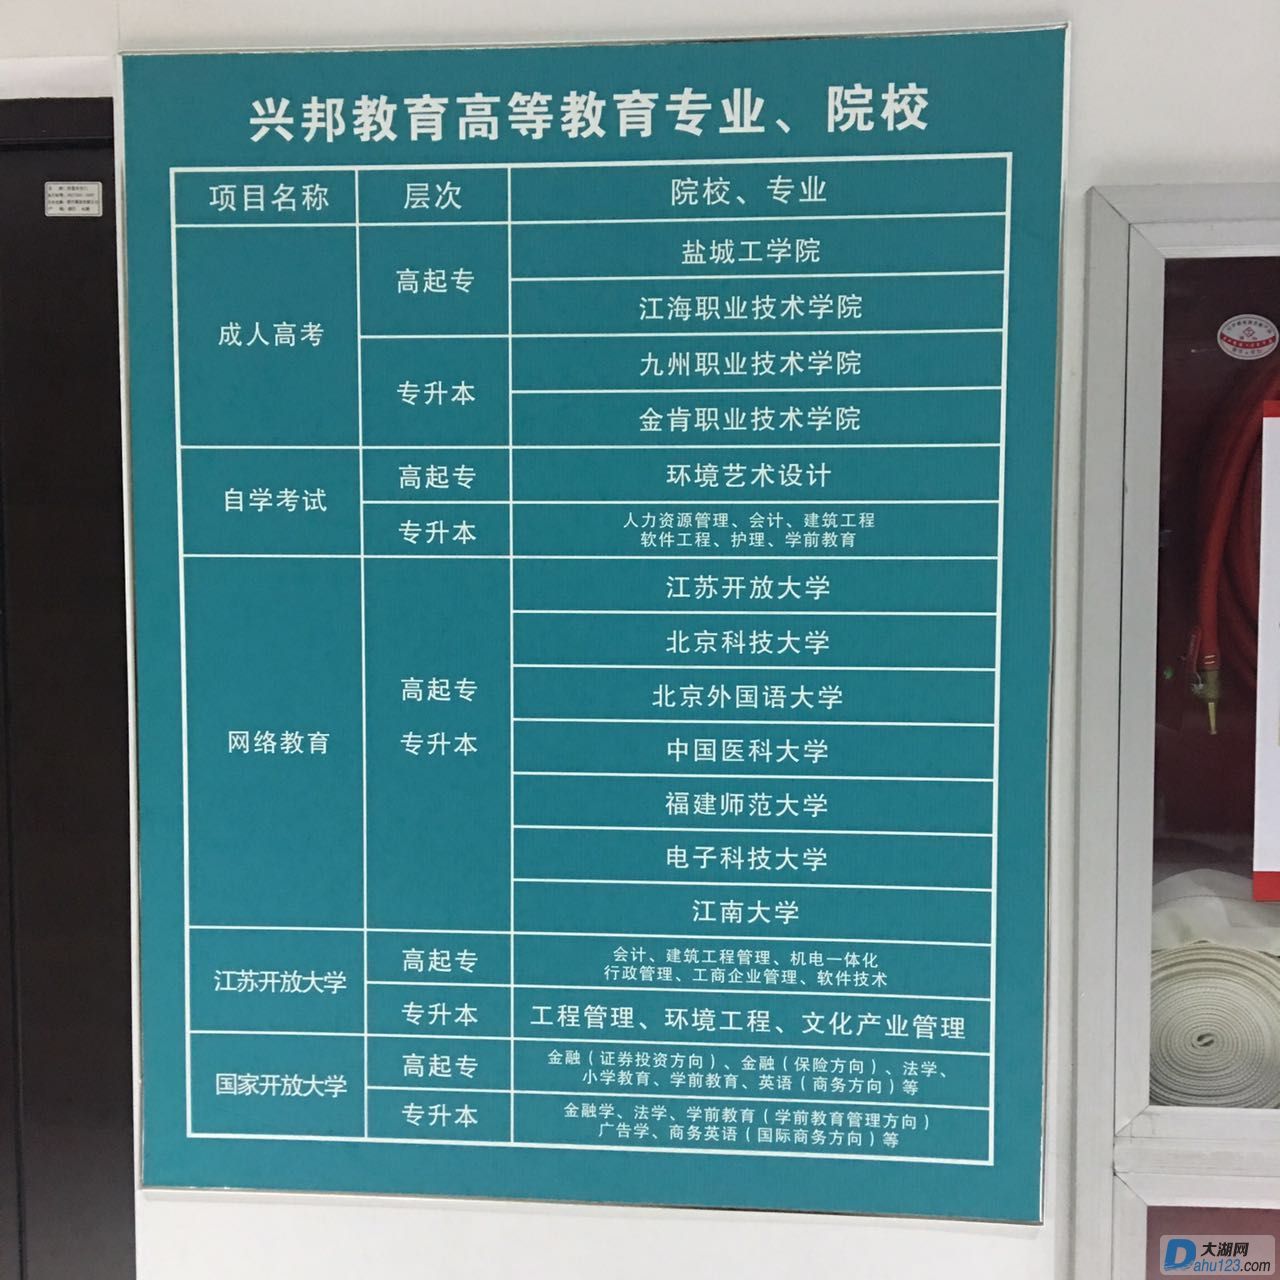 兴邦教育高等教育专业、院校
项目名称 层次 院校、专业
成人高考
高起专
盐城工学院
江海职业技术学院
专升本
九州职业技术学院
金肯职业技术学院
自学考试
高起专
环境艺术设计
专升本
人力资源管理、会计、建筑工程
软件工程、护理、学前教育
网络教育
高起专
专升本
江苏开放大学
北京科技大学
北京外国语大学
中国医科大学
福建师范大学
电子科技大学
江南大学
江苏开放大学
高起专
会计、建筑工程管理、机电一体化
行政管理、工商企业管理、软件技术
专升本
工程管理、环境工程、文化产业管理
国家开放大学
高起专
金融（证券投资方向）、金融（保险方向）、法学、
小学教育、学前教育、英语（商务方向）等
专升本
金融学、法学、学前教育（学前教育管理方向）
广告学、商务英语（国际商务方向）等
大湖网
Dahu123.com